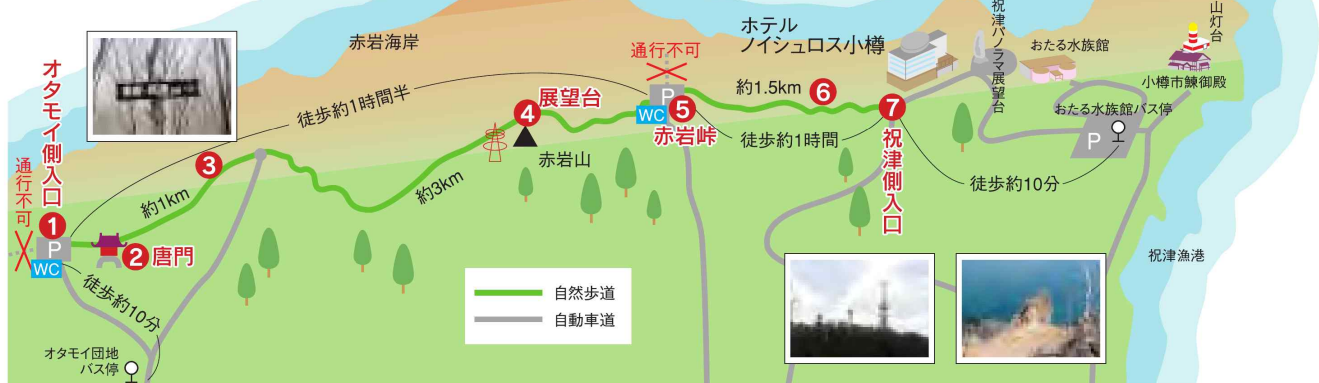 オタモイ側入口
通行不可
1
P
WC
2
唐門
徒歩約10分
オタモイ団地
バス停
約1km
3
赤岩海岸
徒歩約1時間半
約3km
4
展望台
赤岩山
通行不可
P
WC
5
赤岩峠
ホテル
ノイシュロス小樽
約1.5km
6
徒歩約1時間
7
祝津側入口
祝津パノラマ展望台
おたる水族館
山灯台
小樽市鰊御殿
おたる水族館バス停
P
徒歩約10分
祝津漁港
自然歩道
自動車道